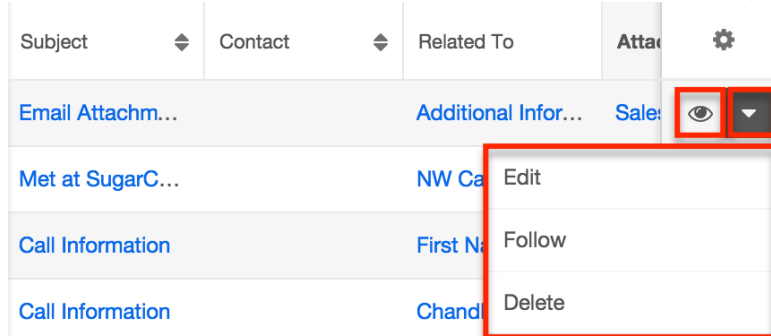 Subject Contact Related To Atta
Email Attachm... Additional Infor... Sales
Met at SugarC... NW Ca
Edit
Call Information First Na
Follow
Call Information Chandl
Delete